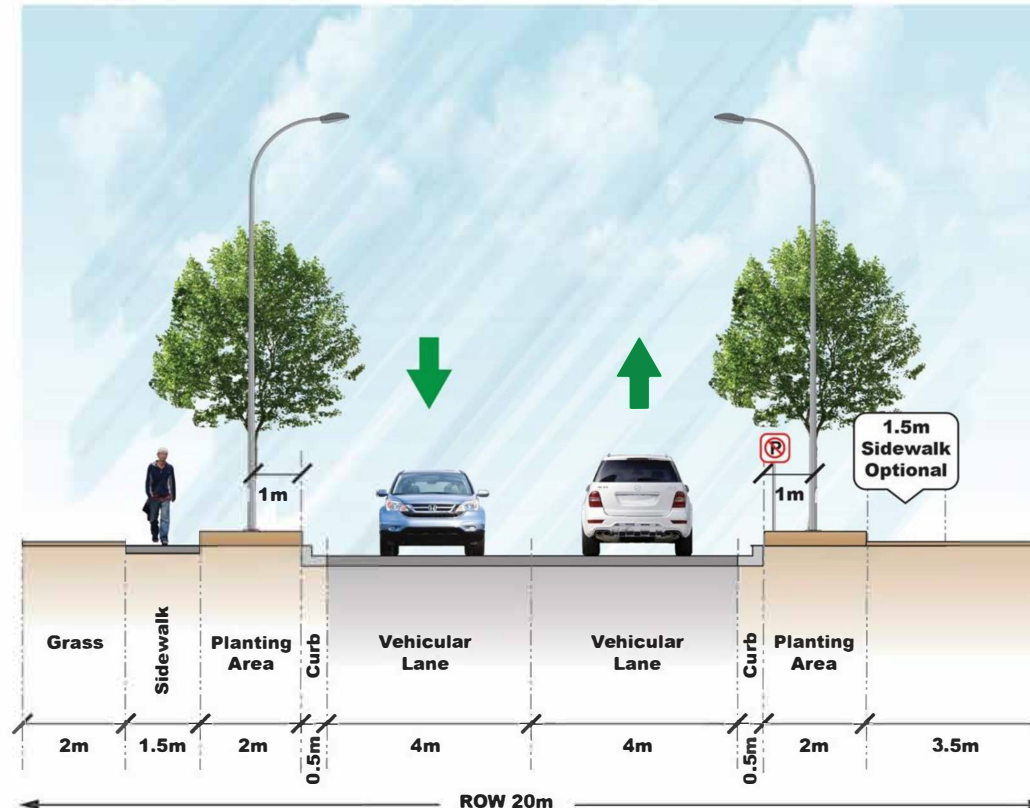 1.5m
Sidewalk
Optional
P
1m
1m
Grass
Sidewalk
Planting
Area
Curb
Vehicular
Lane
Vehicular
Lane
Curb
Planting
Area
2m
1.5m
2m
0.5m
4m
4m
0.5m
2m
3.5m
ROW 20m